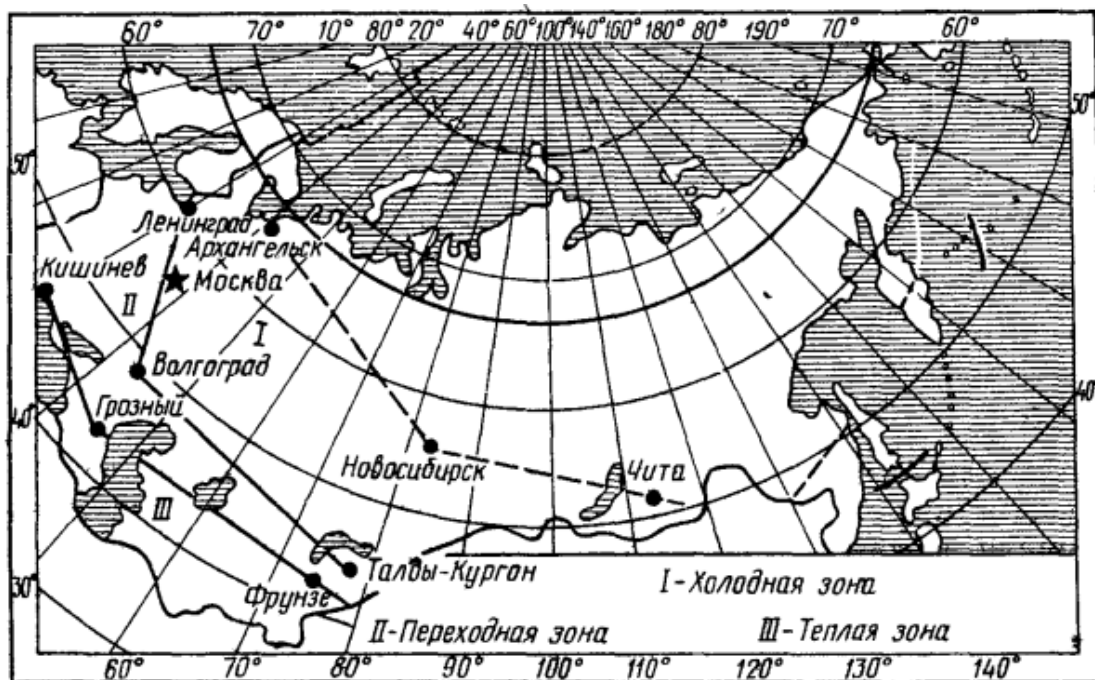 60° 70° 10° 80° 20° 40° 60° 100° 140° 160° 180° 80° 190° 70° 60°
50°
50°
Ленинград
Архангельск
Кишинев
II
Москва
I
Волгоград
40°
40°
Грозный
Новосибирск
Чита
III
30°
Талды-Курган
Фрунзе
I-Холодная зона
II-Переходная зона
III-Теплая зона
60° 70° 80° 90° 100° 110° 120° 130° 140°